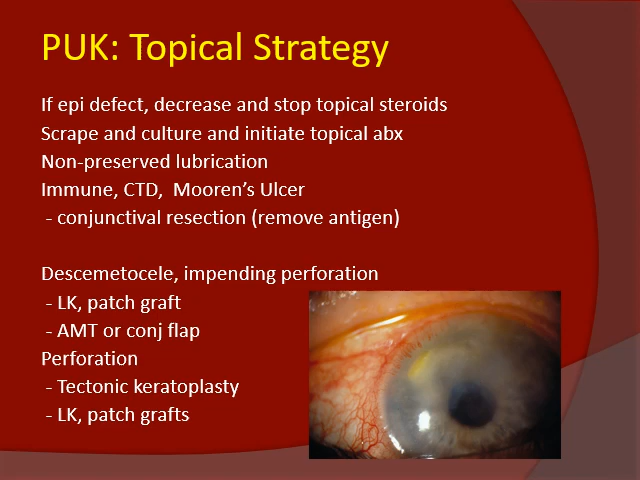 PUK: Topical Strategy
If epi defect, decrease and stop topical steroids
Scrape and culture and initiate topical abx
Non-preserved lubrication
Immune, CTD,  Mooren’s Ulcer
- conjunctival resection (remove antigen)
Descemetocele, impending perforation
- LK, patch graft
- AMT or conj flap
Perforation
- Tectonic keratoplasty
- LK, patch grafts